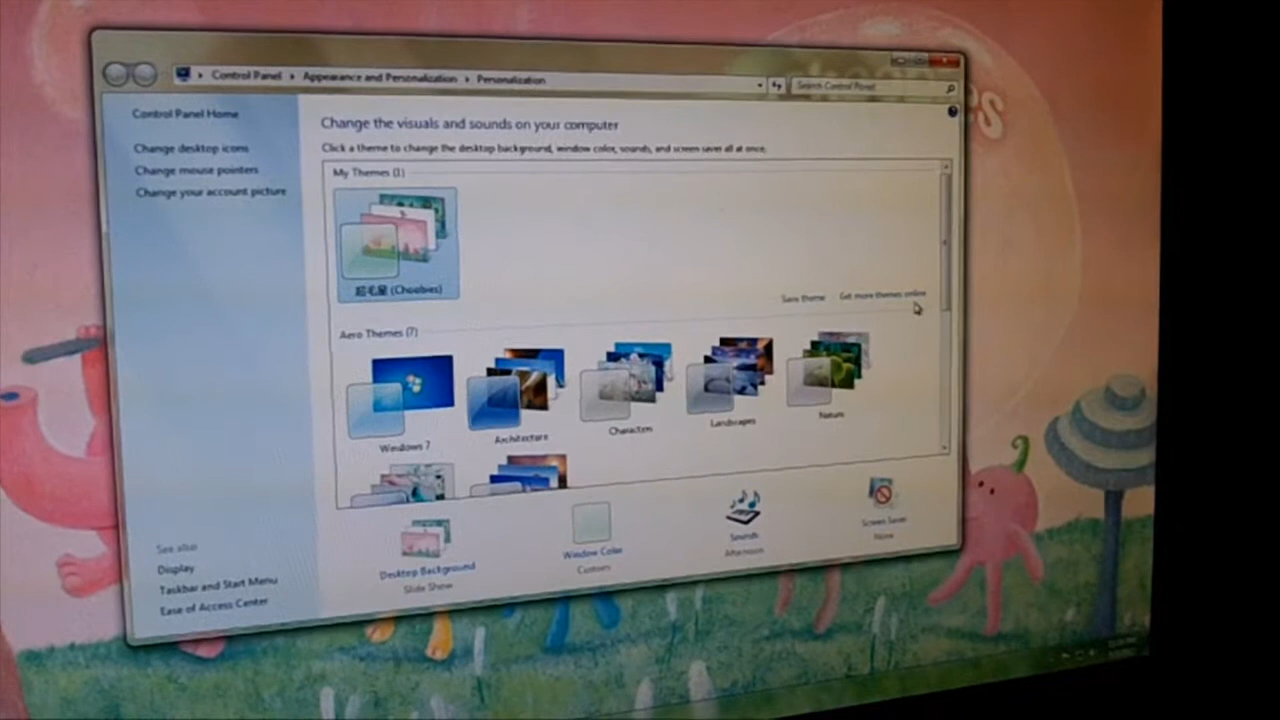 Control Panel Appearance and Personalization Personalization
Search Control Panel
Control Panel Home
Change desktop icons
Change mouse pointers
Change your account picture
Change the visuals and sounds on your computer
Click a theme to change the desktop background, window color, sounds, and screen saver all at once.
My Themes (1)
(Choobies)
Save theme
Get more themes online
Aero Themes (7)
Windows 7
Architecture
Characters
Landscapes
Nature
Desktop Background
Slide Show
Window Color
Custom
Sounds
Afternoon
Screen Saver
None
See also
Display
Taskbar and Start Menu
Ease of Access Center